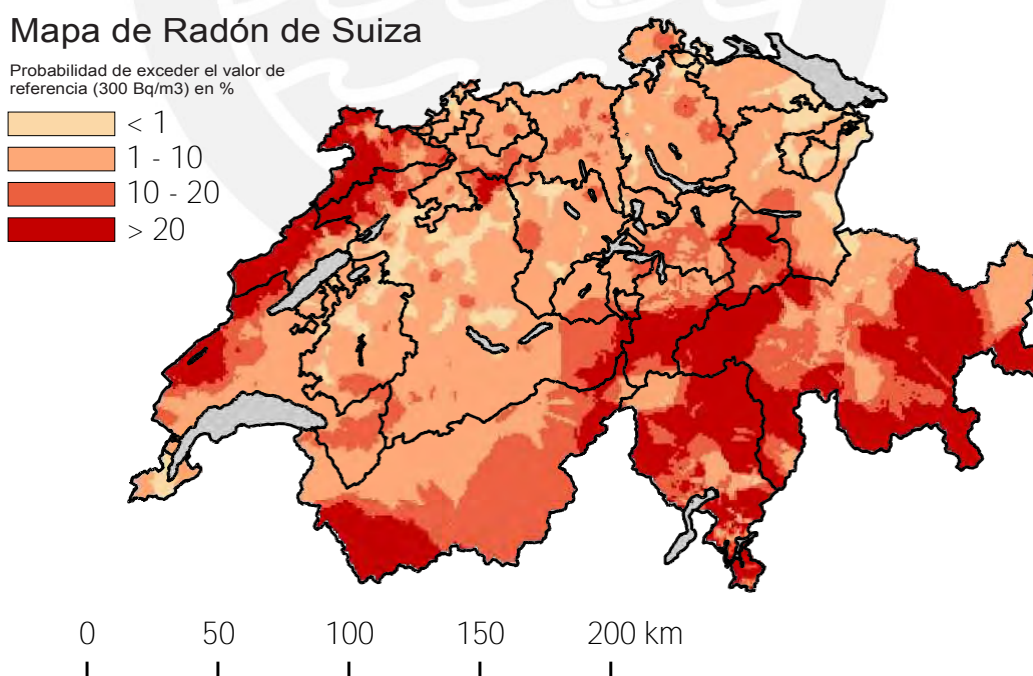 Mapa de Radón de Suiza
Probabilidad de exceder el valor de
referencia (300 Bq/m3) en %
< 1
1 - 10
10 - 20
> 20
0 50 100 150 200 km